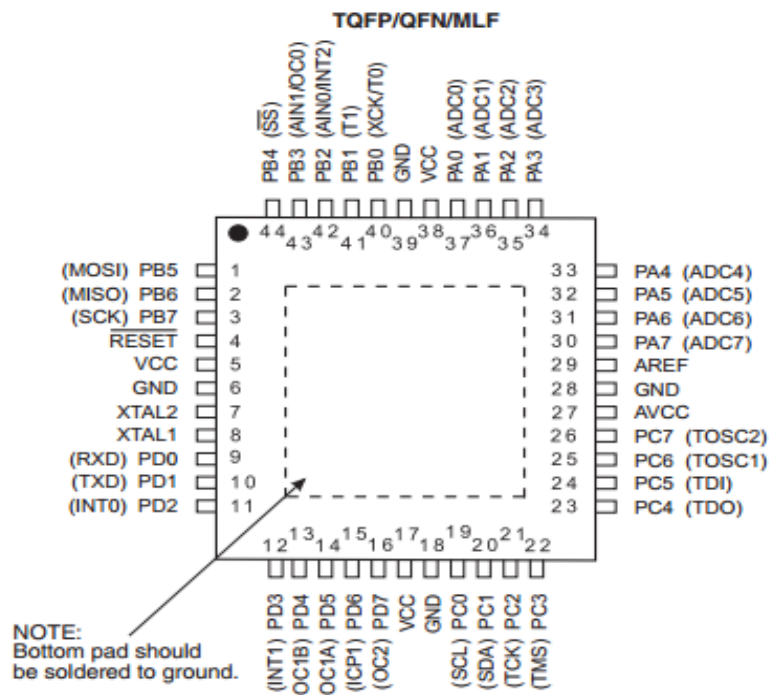 TQFP/QFN/MLF
PB4 (SS)
PB3 (AIN1/OC0)
PB2 (AIN0/INT2)
PB1 (T1)
PB0 (XCK/T0)
GND
VCC
PA0 (ADC0)
PA1 (ADC1)
PA2 (ADC2)
PA3 (ADC3)
44
43
42
41
40
39
38
37
36
35
34
(MOSI) PB5 1
(MISO) PB6 2
(SCK) PB7 3
RESET 4
VCC 5
GND 6
XTAL2 7
XTAL1 8
(RXD) PD0 9
(TXD) PD1 10
(INT0) PD2 11
33 PA4 (ADC4)
32 PA5 (ADC5)
31 PA6 (ADC6)
30 PA7 (ADC7)
29 AREF
28 GND
27 AVCC
26 PC7 (TOSC2)
25 PC6 (TOSC1)
24 PC5 (TDI)
23 PC4 (TDO)
12
13
14
15
16
17
18
19
20
21
22
(INT1) PD3
OC1B) PD4
OC1A) PD5
(ICP1) PD6
(OC2) PD7
VCC
GND
(SCL) PC0
(SDA) PC1
(TCK) PC2
(TMS) PC3
NOTE:
Bottom pad should
be soldered to ground.